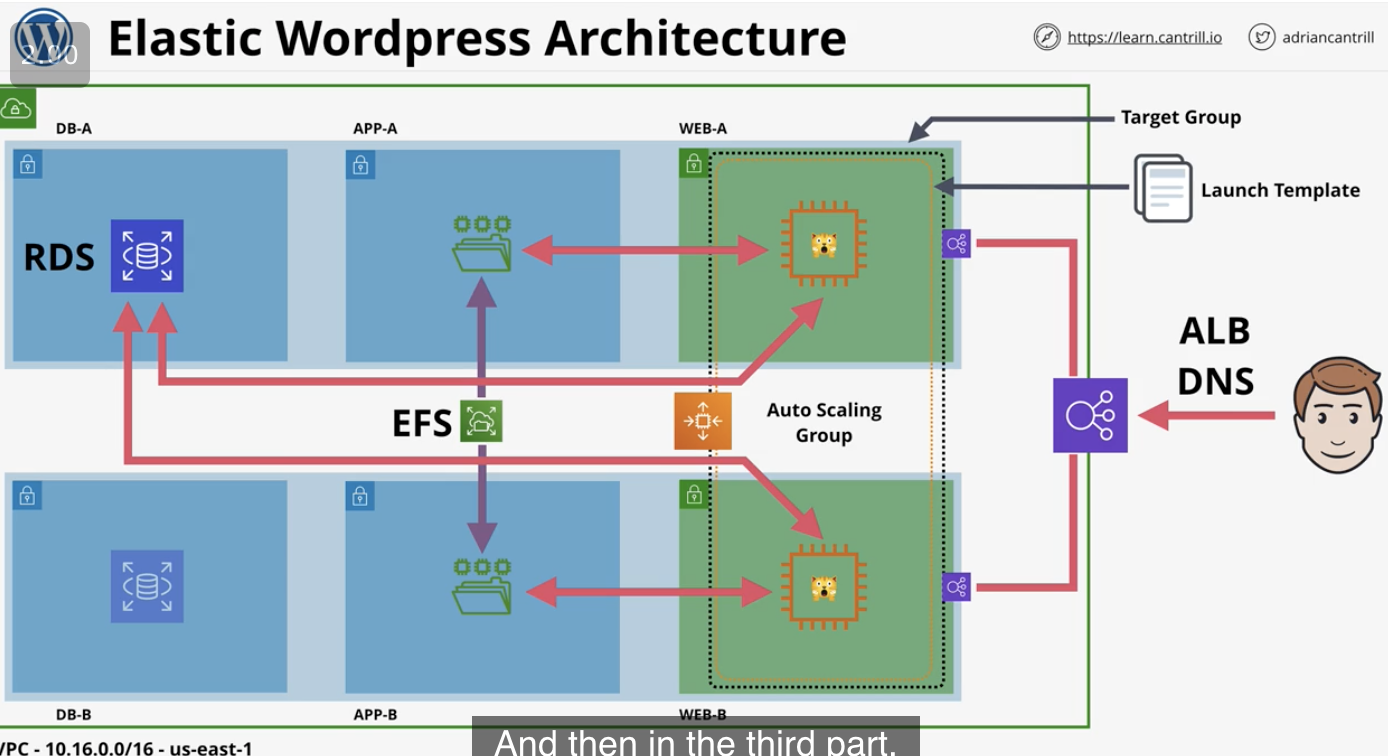 2.00
Elastic Wordpress Architecture
https://learn.cantrill.io
adriancantrill
DB-A
APP-A
WEB-A
Target Group
Launch Template
RDS
ALB
DNS
EFS
Auto Scaling
Group
DB-B
APP-B
WEB-B
VPC - 10.16.0.0/16 - us-east-1
And then in the third part,